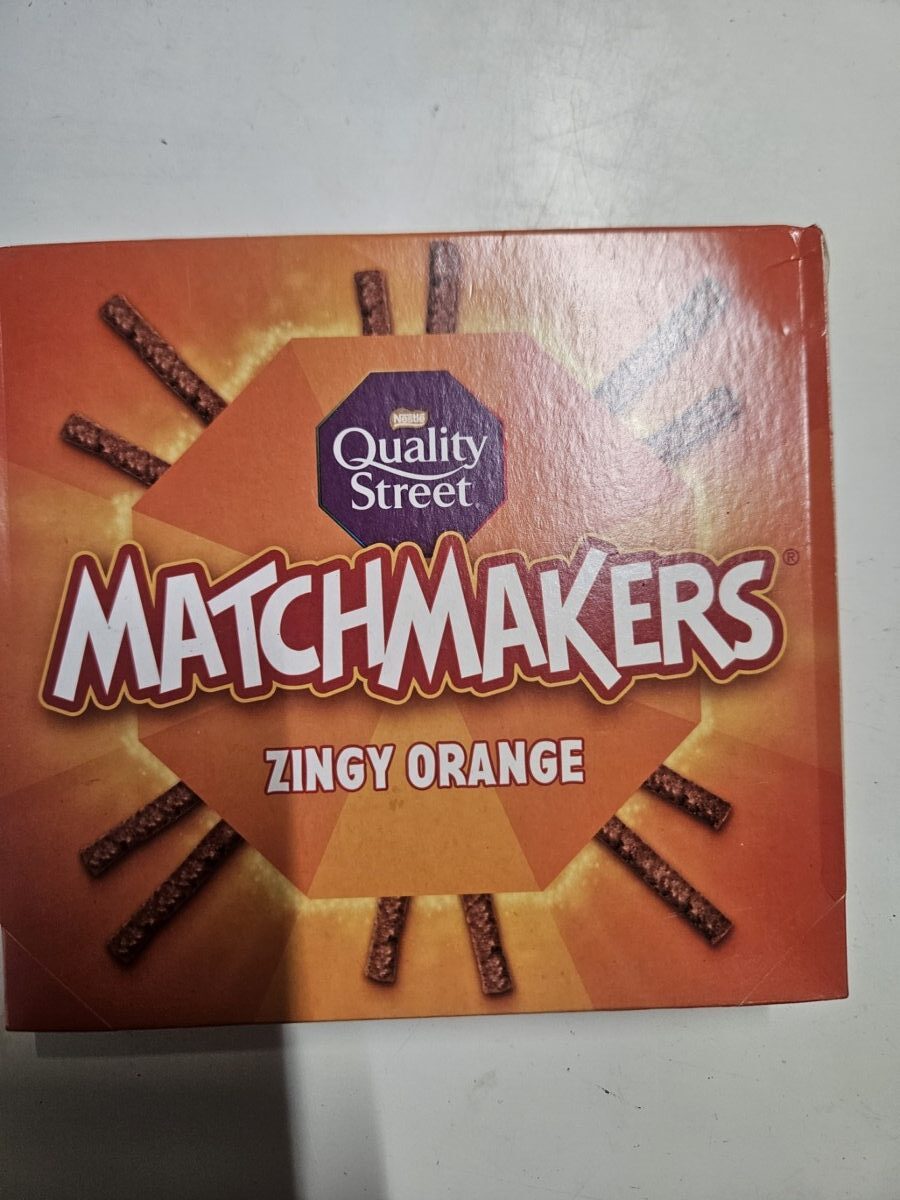 Nestlé
Quality
Street
MATCHMAKERS®
ZINGY ORANGE